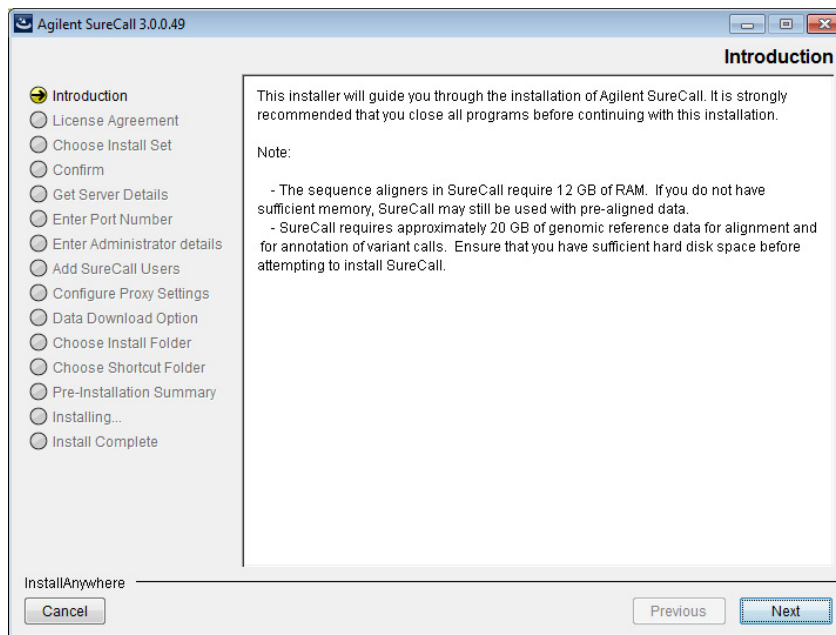 Agilent SureCall 3.0.0.49
Introduction
Introduction
License Agreement
Choose Install Set
Confirm
Get Server Details
Enter Port Number
Enter Administrator details
Add SureCall Users
Configure Proxy Settings
Data Download Option
Choose Install Folder
Choose Shortcut Folder
Pre-Installation Summary
Installing...
Install Complete
This installer will guide you through the installation of Agilent SureCall. It is strongly
recommended that you close all programs before continuing with this installation.
Note:
- The sequence aligners in SureCall require 12 GB of RAM.  If you do not have
sufficient memory, SureCall may still be used with pre-aligned data.
- SureCall requires approximately 20 GB of genomic reference data for alignment and
for annotation of variant calls.  Ensure that you have sufficient hard disk space before
attempting to install SureCall.
InstallAnywhere
Cancel
Previous
Next